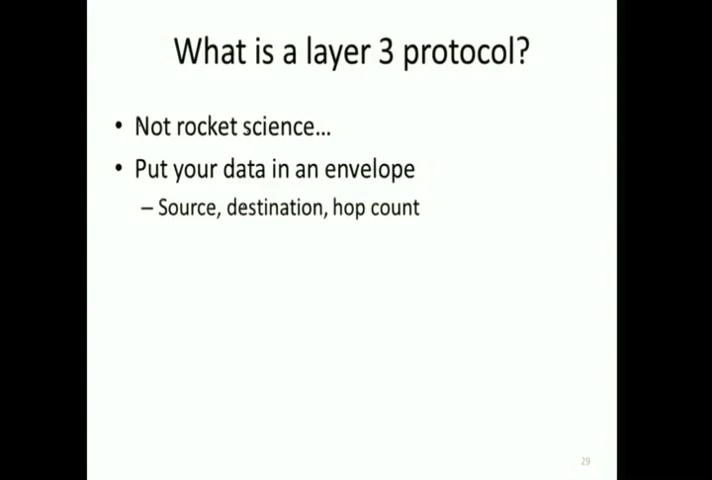 What is a layer 3 protocol?
• Not rocket science...
• Put your data in an envelope
– Source, destination, hop count
29